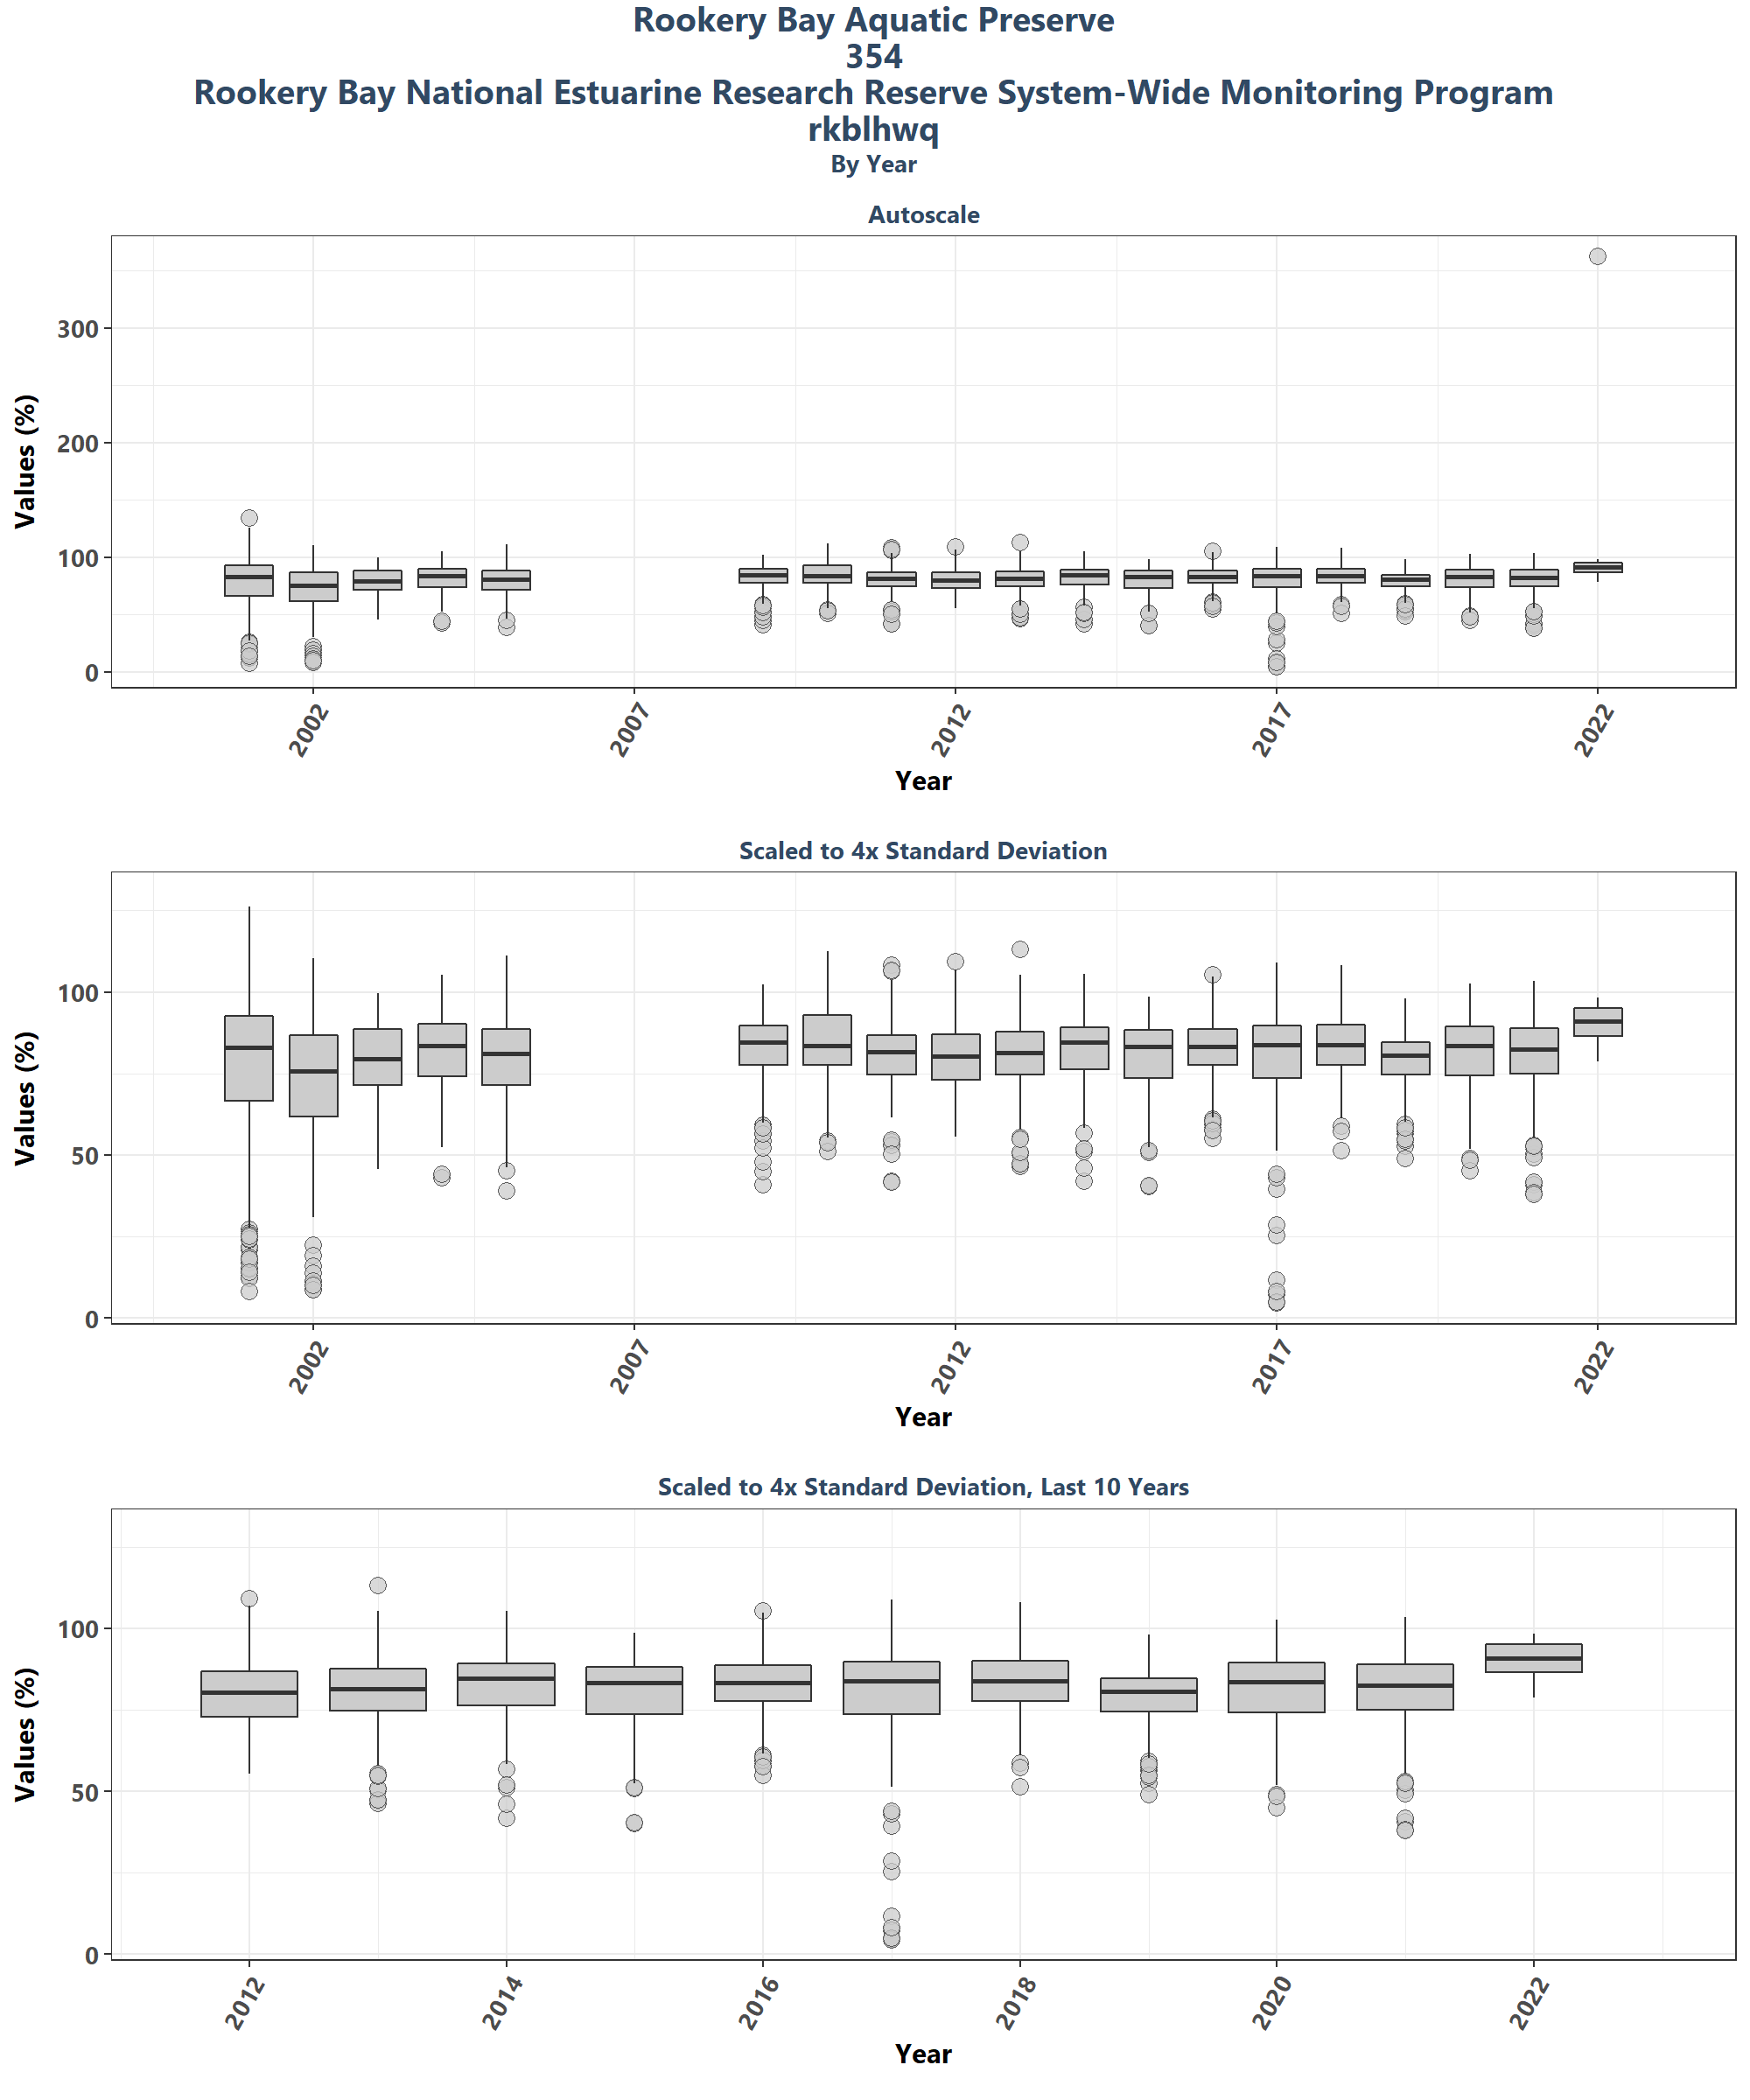 Rookery Bay Aquatic Preserve
354
Rookery Bay National Estuarine Research Reserve System-Wide Monitoring Program
rkblhwq
By Year
Autoscale
Values (%)
300
200
100
0
2002
2007
2012
2017
2022
Year
Scaled to 4x Standard Deviation
Values (%)
100
50
0
2002
2007
2012
2017
2022
Year
Scaled to 4x Standard Deviation, Last 10 Years
Values (%)
100
50
0
2012
2014
2016
2018
2020
2022
Year